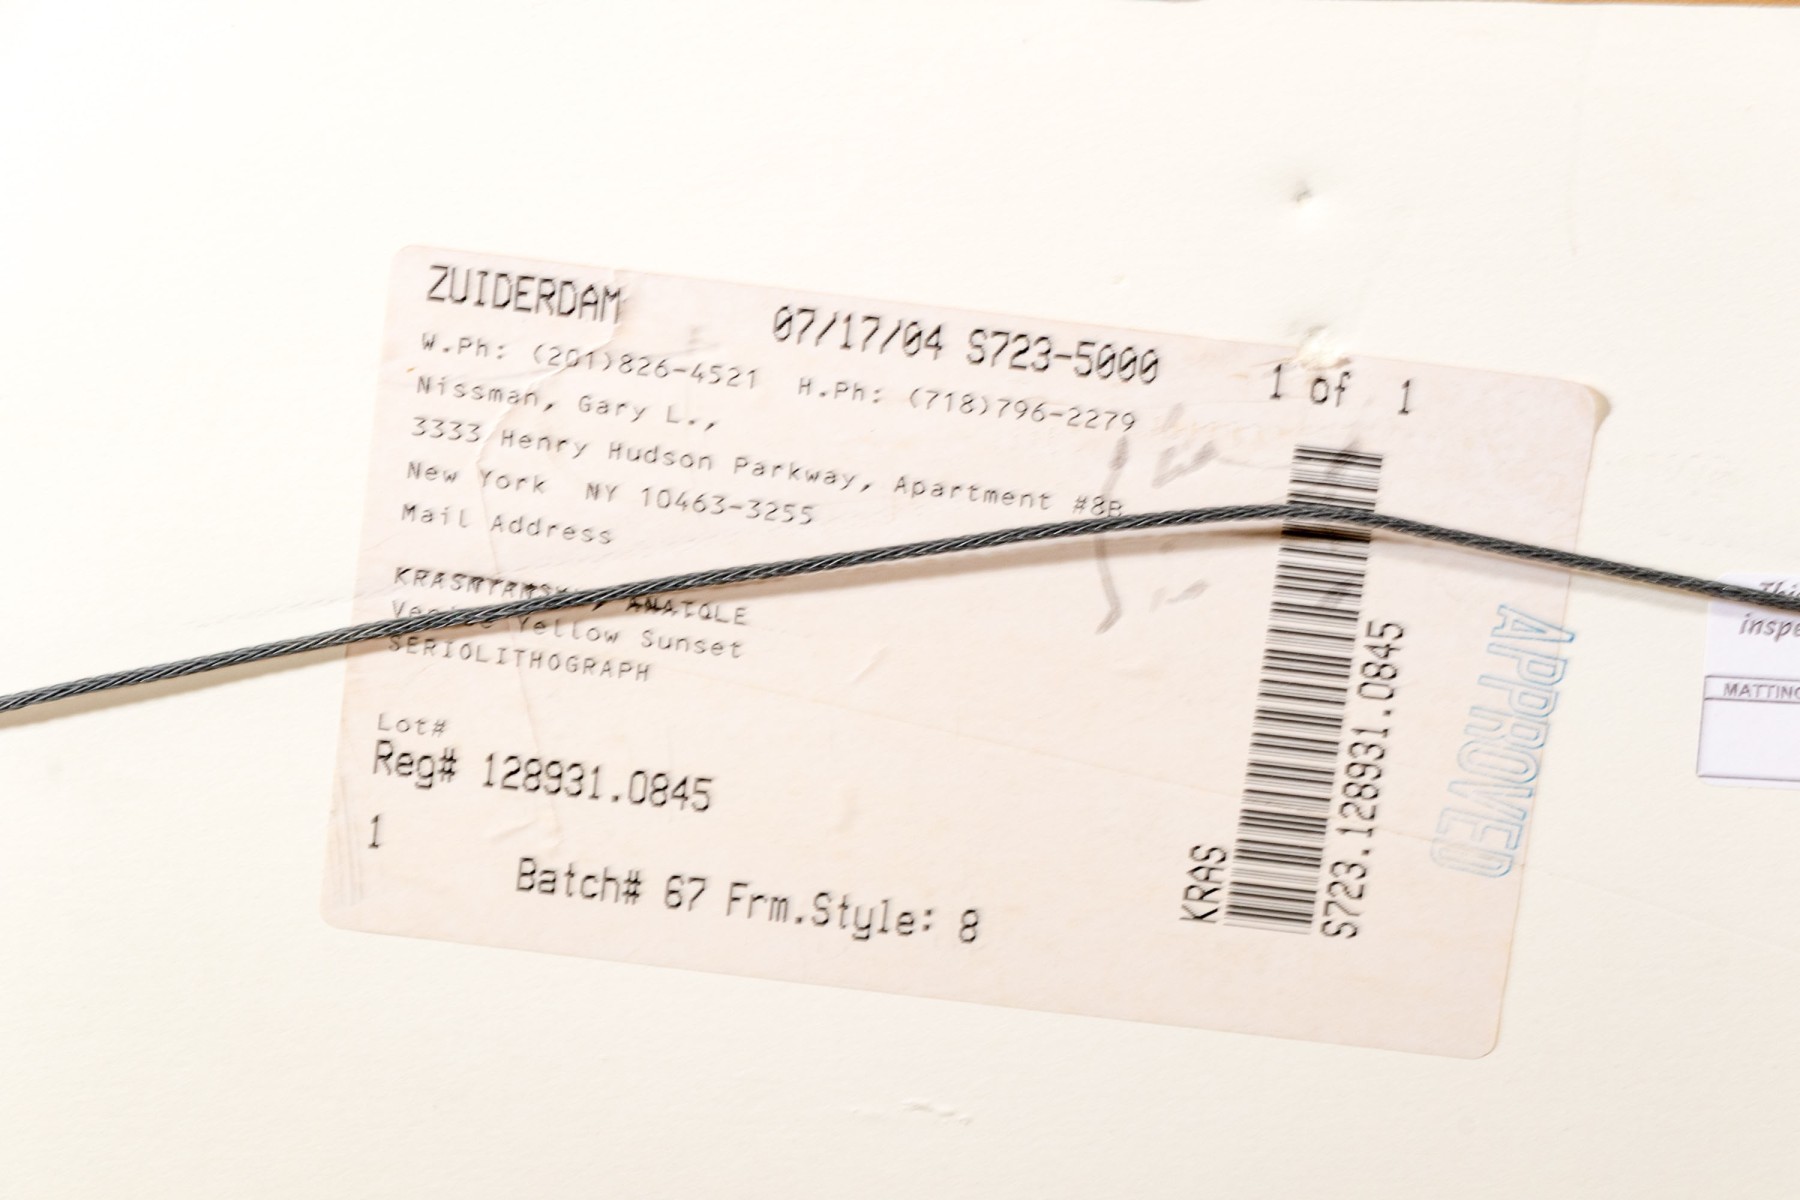 ZUIDERDAM 07/17/04 S723-5000 1 of 1
W.Ph: (201)826-4521 H.Ph: (718)796-2279
Nissman, Gary L.,
3333 Henry Hudson Parkway, Apartment #8B
New York NY 10463-3255
Mail Address
ANATOLE
Yellow Sunset
SERIOLITHOGRAPH
Lot#
Reg# 128931.0845
1
Batch# 67 Frm.Style: 8
KRAS
S723.128931.0845
APPROVED
MATTING